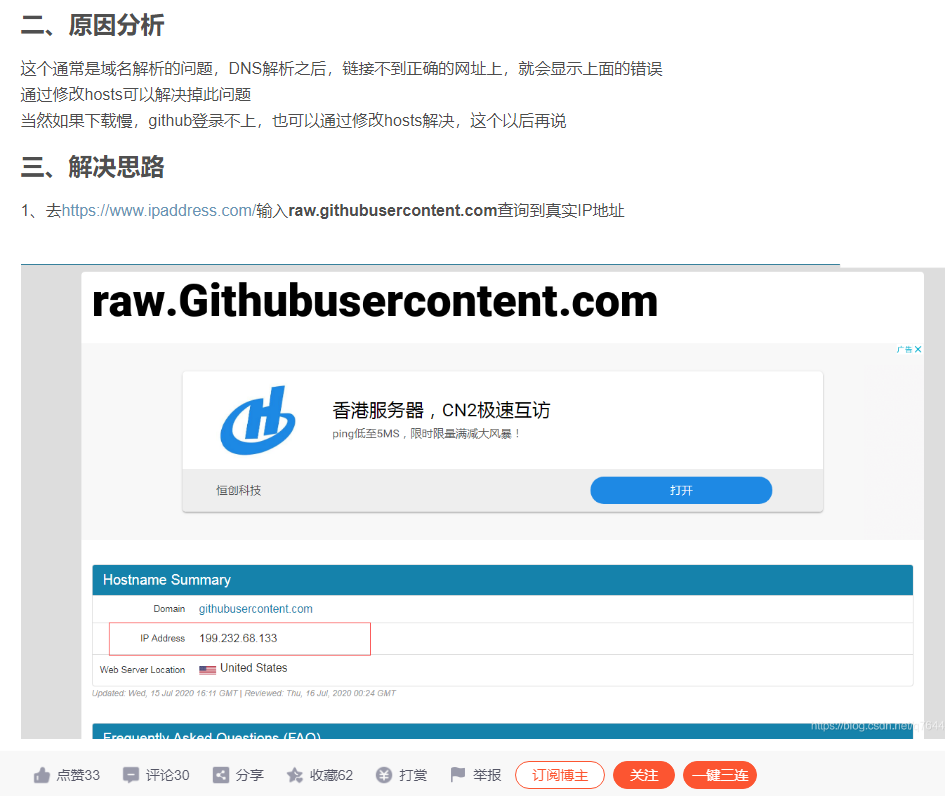 二、原因分析
这个通常是域名解析的问题，DNS解析之后，链接不到正确的网址上，就会显示上面的错误
通过修改hosts可以解决掉此问题
当然如果下载慢，github登录不上，也可以通过修改hosts解决，这个以后再说
三、解决思路
1、去https://www.ipaddress.com/输入raw.githubusercontent.com查询到真实IP地址
raw.Githubusercontent.com
广告
香港服务器，CN2极速互访
ping低至5MS，限时限量满减大风暴！
恒创科技
打开
Hostname Summary
Domain githubusercontent.com
IP Address 199.232.68.133
Web Server Location United States
Updated: Wed, 15 Jul 2020 16:11 GMT | Reviewed: Thu, 16 Jul, 2020 00:24 GMT
Frequently Asked Questions (FAQ)
https://blog.csdn.net/
点赞33 评论30 分享 收藏62 打赏 举报 订阅博主 关注 一键三连